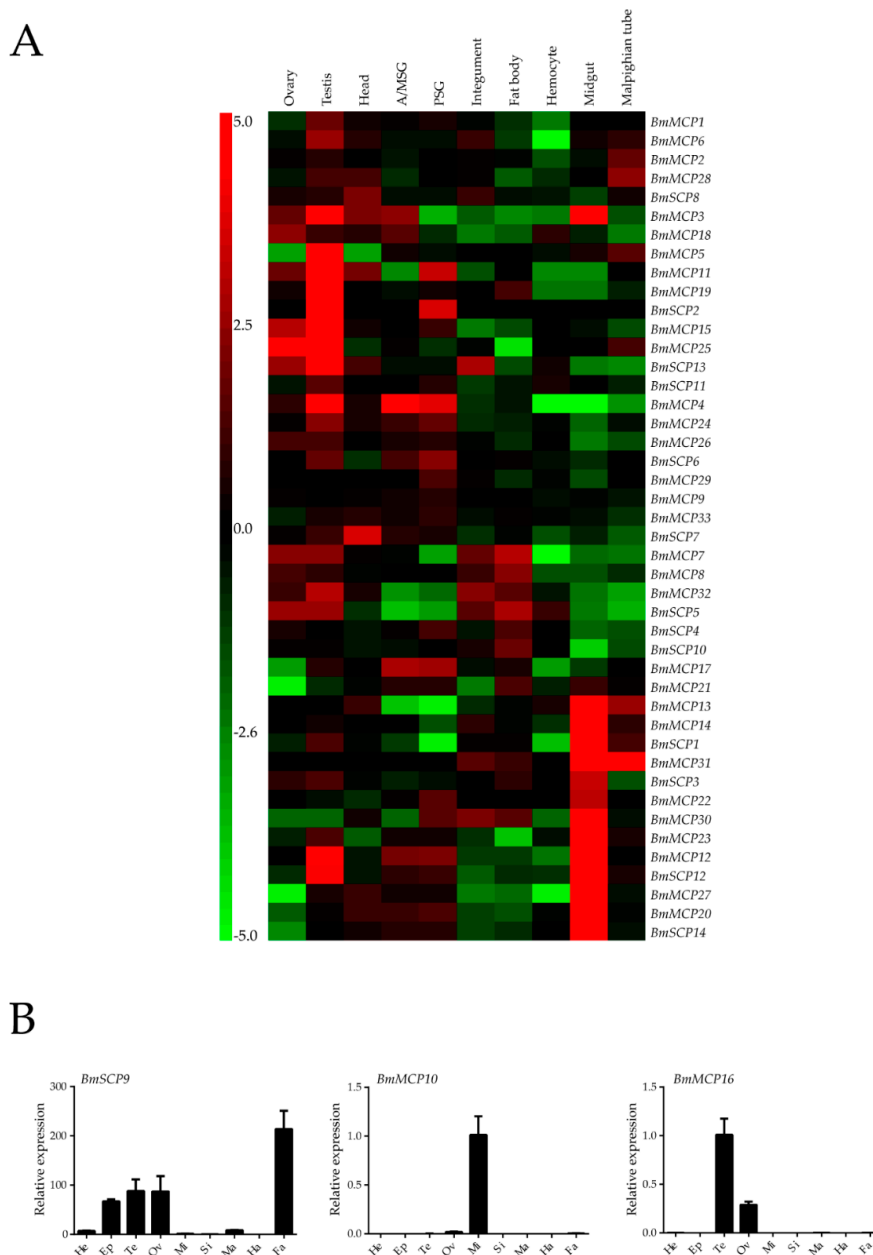 A
Ovary
Testis
Head
A/MSG
PSG
Integument
Fat body
Hemocyte
Midgut
Malpighian tube
5.0
2.5
0.0
-2.6
-5.0
BmMCP1
BmMCP6
BmMCP2
BmMCP28
BmSCP8
BmMCP3
BmMCP18
BmMCP5
BmMCP11
BmMCP19
BmSCP2
BmMCP15
BmMCP25
BmSCP13
BmSCP11
BmMCP4
BmMCP24
BmMCP26
BmSCP6
BmMCP29
BmMCP9
BmMCP33
BmSCP7
BmMCP7
BmMCP8
BmMCP32
BmSCP5
BmSCP4
BmSCP10
BmMCP17
BmMCP21
BmMCP13
BmMCP14
BmSCP1
BmMCP31
BmSCP3
BmMCP22
BmMCP30
BmMCP23
BmMCP12
BmSCP12
BmMCP27
BmMCP20
BmSCP14
B
BmSCP9
Relative expression
300
200
100
0
He Ep Te Ov Mi Si Ma Ha Fa
BmMCP10
Relative expression
1.5
1.0
0.5
0.0
He Ep Te Ov Mi Si Ma Ha Fa
BmMCP16
Relative expression
1.5
1.0
0.5
0.0
He Ep Te Ov Mi Si Ma Ha Fa